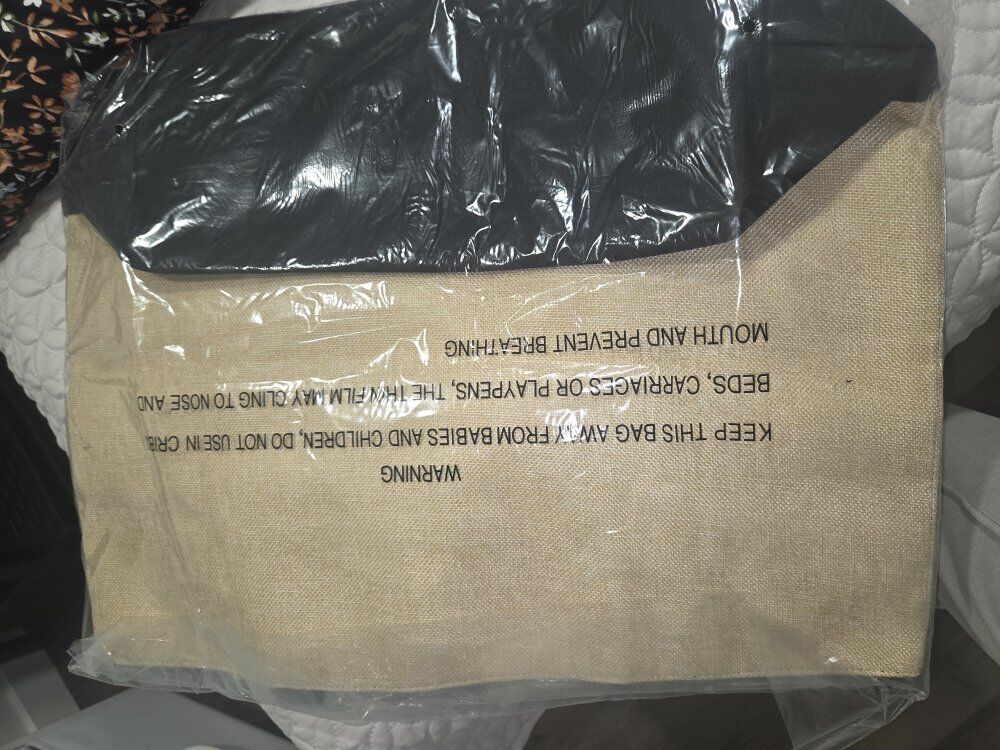 WARNING
KEEP THIS BAG AWAY FROM BABIES AND CHILDREN, DO NOT USE IN CRIB
BEDS, CARRIAGES OR PLAYPENS, THE THIN FILM MAY CLING TO NOSE AND
MOUTH AND PREVENT BREATHING